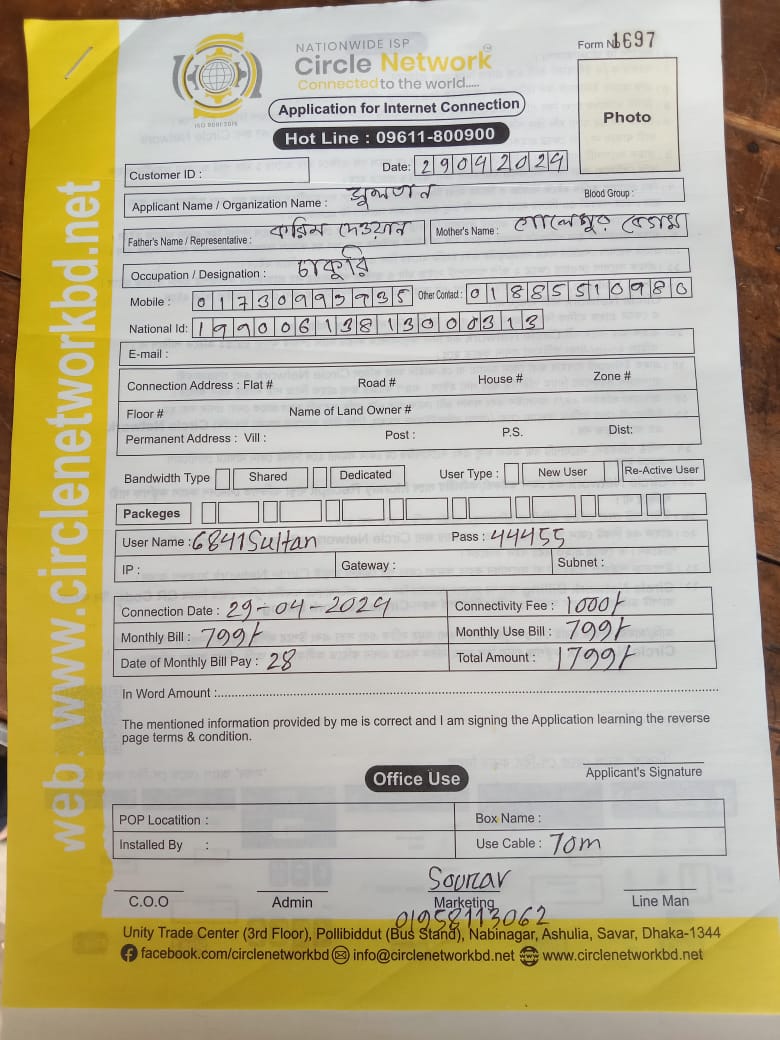 NATIONWIDE ISP
Circle Network
Connected to the world.....
ISO 9001:2015
Form No 1697
Application for Internet Connection
Hot Line : 09611-800900
Photo
Customer ID :
Date: 29042024
Applicant Name / Organization Name : সুলতান
Blood Group :
Father's Name / Representative : করিম দেওয়ান
Mother's Name :
Occupation / Designation : চাকুরি
Mobile :
Other Contact : 01885510980
National Id: 19900613813000313
E-mail :
Connection Address : Flat # Road # House # Zone #
Floor # Name of Land Owner #
Permanent Address : Vill : Post : P.S. Dist:
Bandwidth Type Shared Dedicated User Type : New User Re-Active User
Packeges
User Name : 6841Sultan Pass : 44455
IP : Gateway : Subnet :
Connection Date : 29-04-2024 Connectivity Fee : 1000/-
Monthly Bill : 799/- Monthly Use Bill : 799/-
Date of Monthly Bill Pay : 28 Total Amount : 1799/-
In Word Amount :
The mentioned information provided by me is correct and I am signing the Application learning the reverse
page terms & condition.
Applicant's Signature
Office Use
POP Locatition : Box Name :
Installed By : Use Cable : 70m
Sourav
C.O.O Admin Marketing Line Man
01958113062
Unity Trade Center (3rd Floor), Pollibiddut (Bus Stand), Nabinagar, Ashulia, Savar, Dhaka-1344
facebook.com/circlenetworkbd info@circlenetworkbd.net www.circlenetworkbd.net
web : www.circlenetworkbd.net